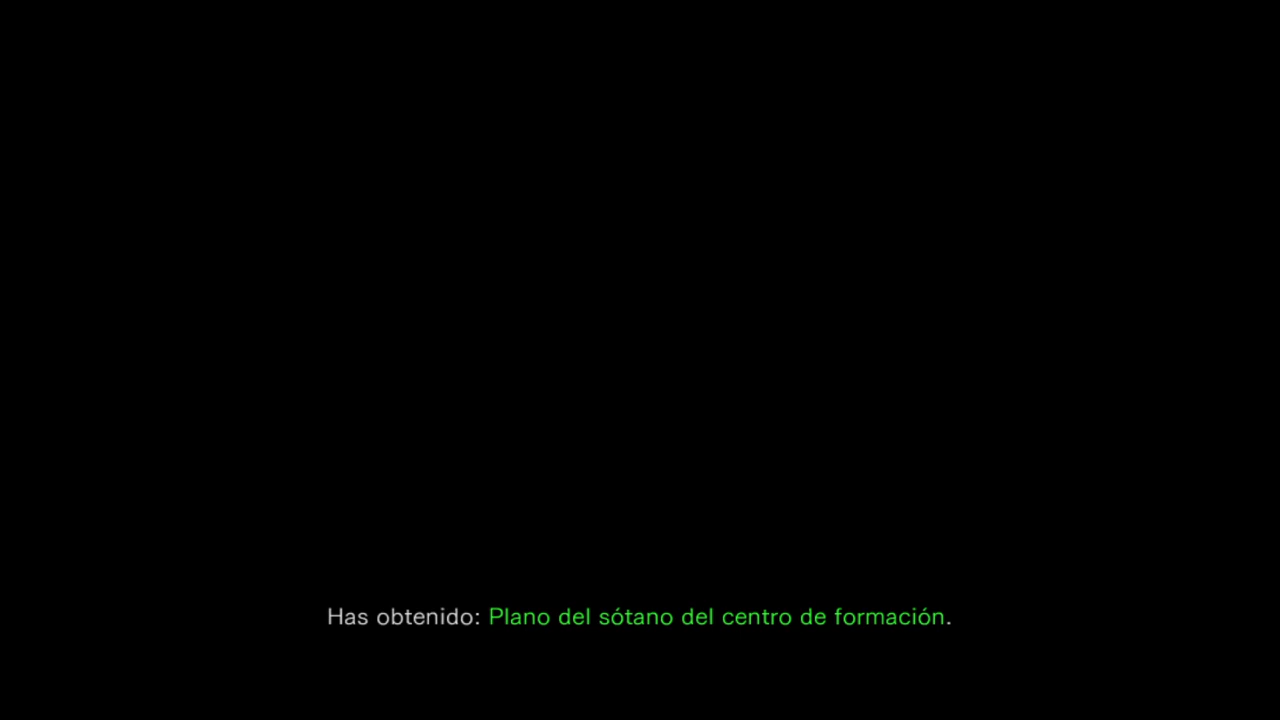 Has obtenido: Plano del sótano del centro de formación.